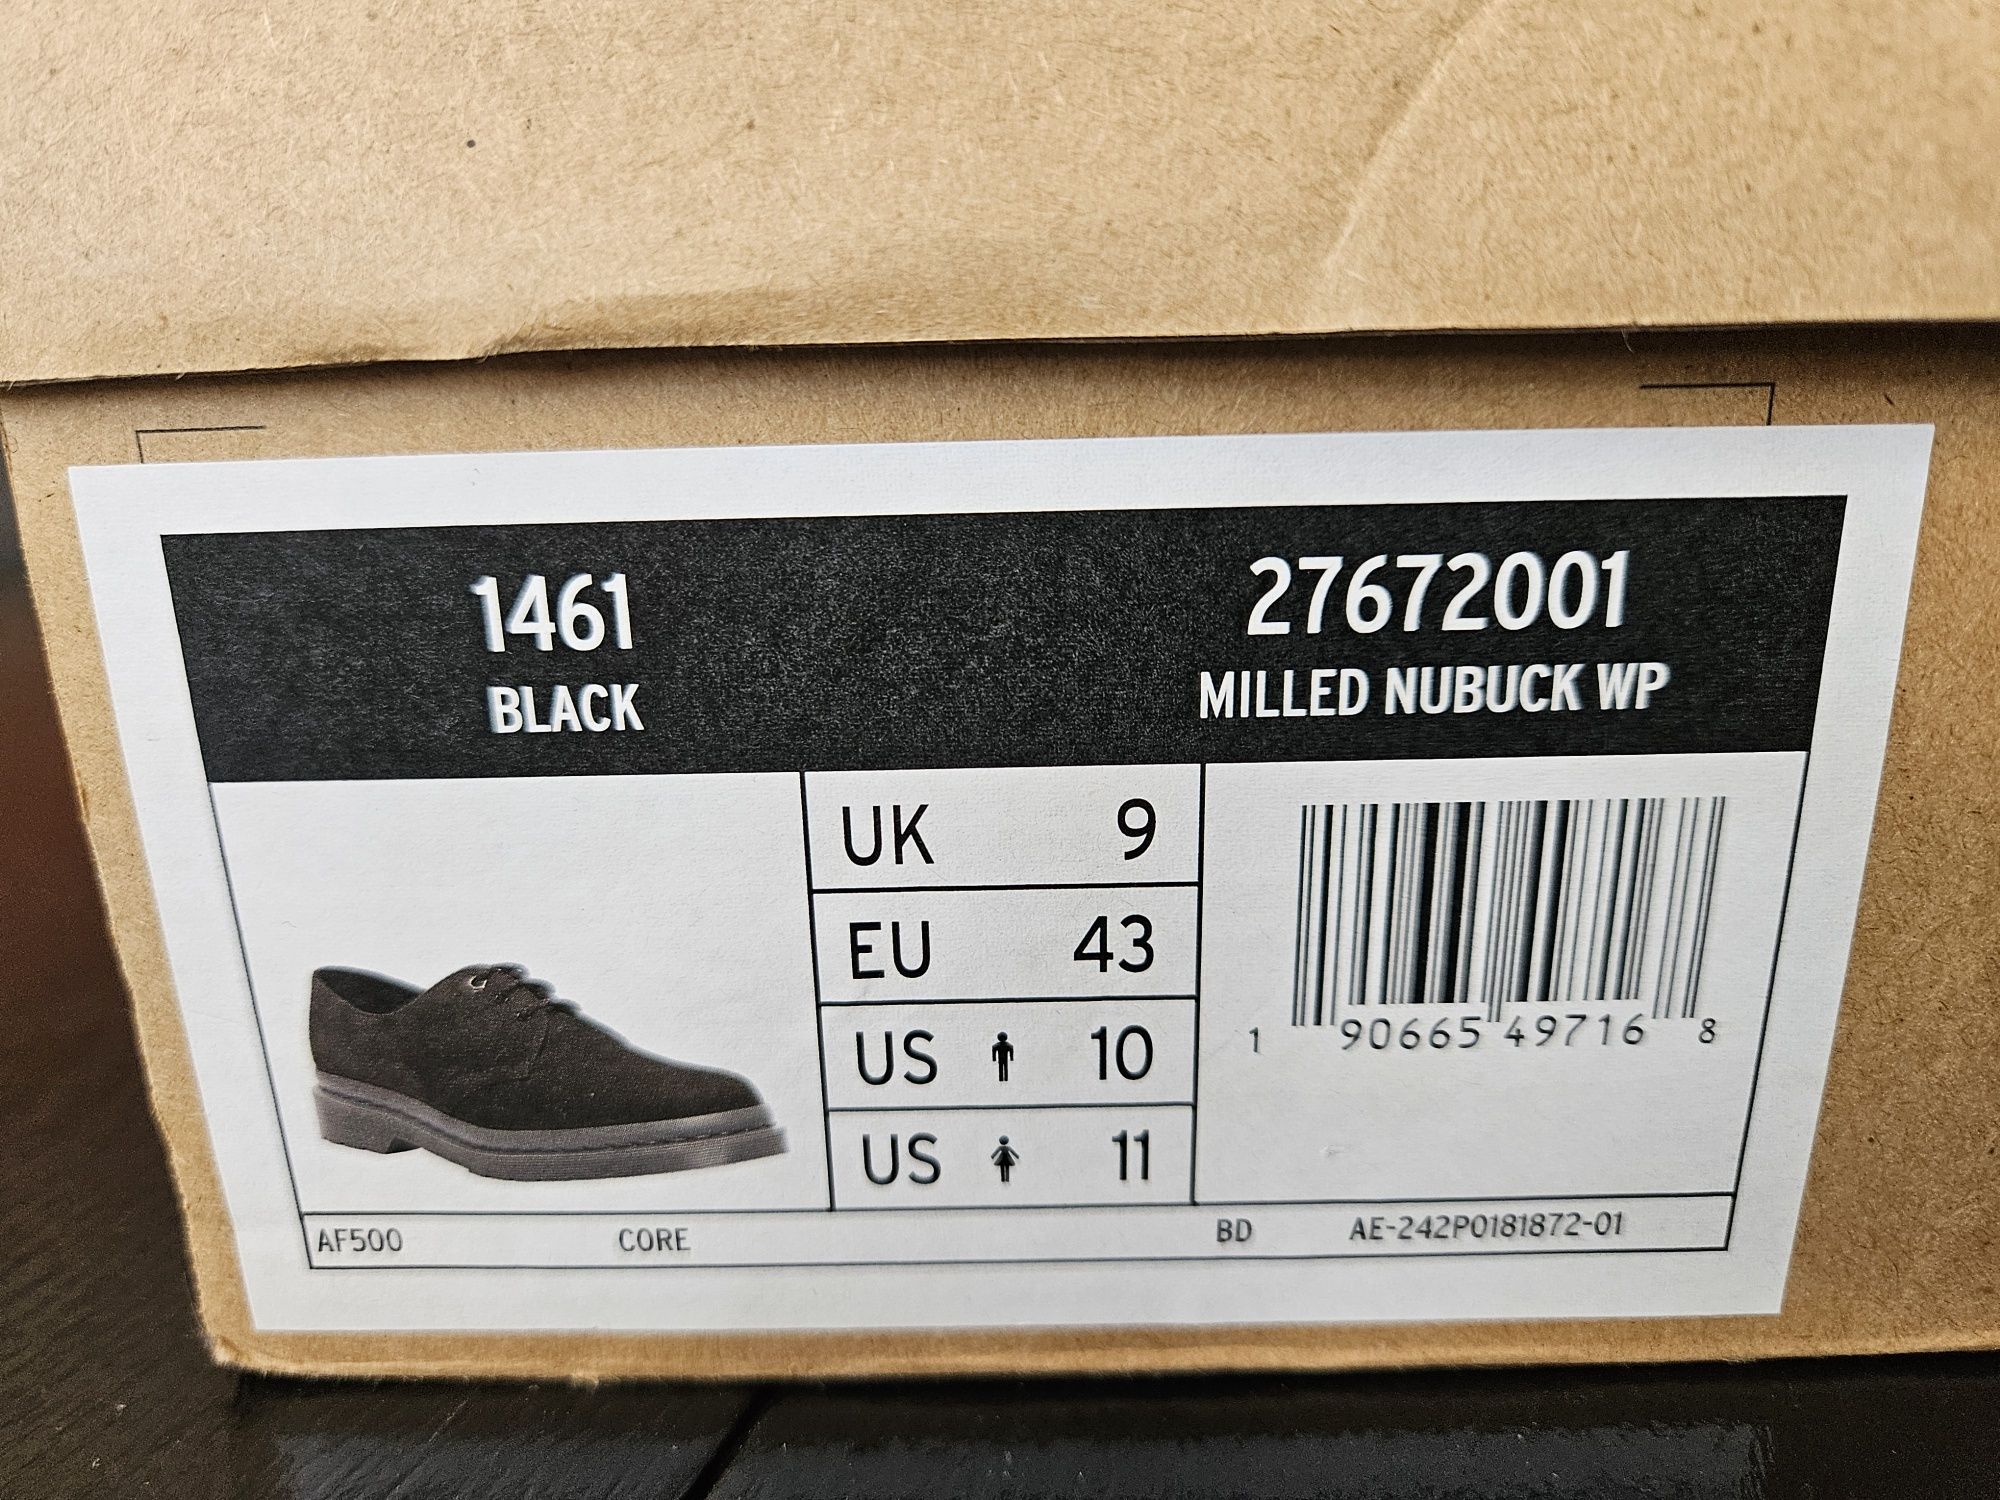 1461
BLACK
27672001
MILLED NUBUCK WP
UK 9
EU 43
US 10
US 11
1 90665 49716 8
AF500 CORE BD AE-242P0181872-01